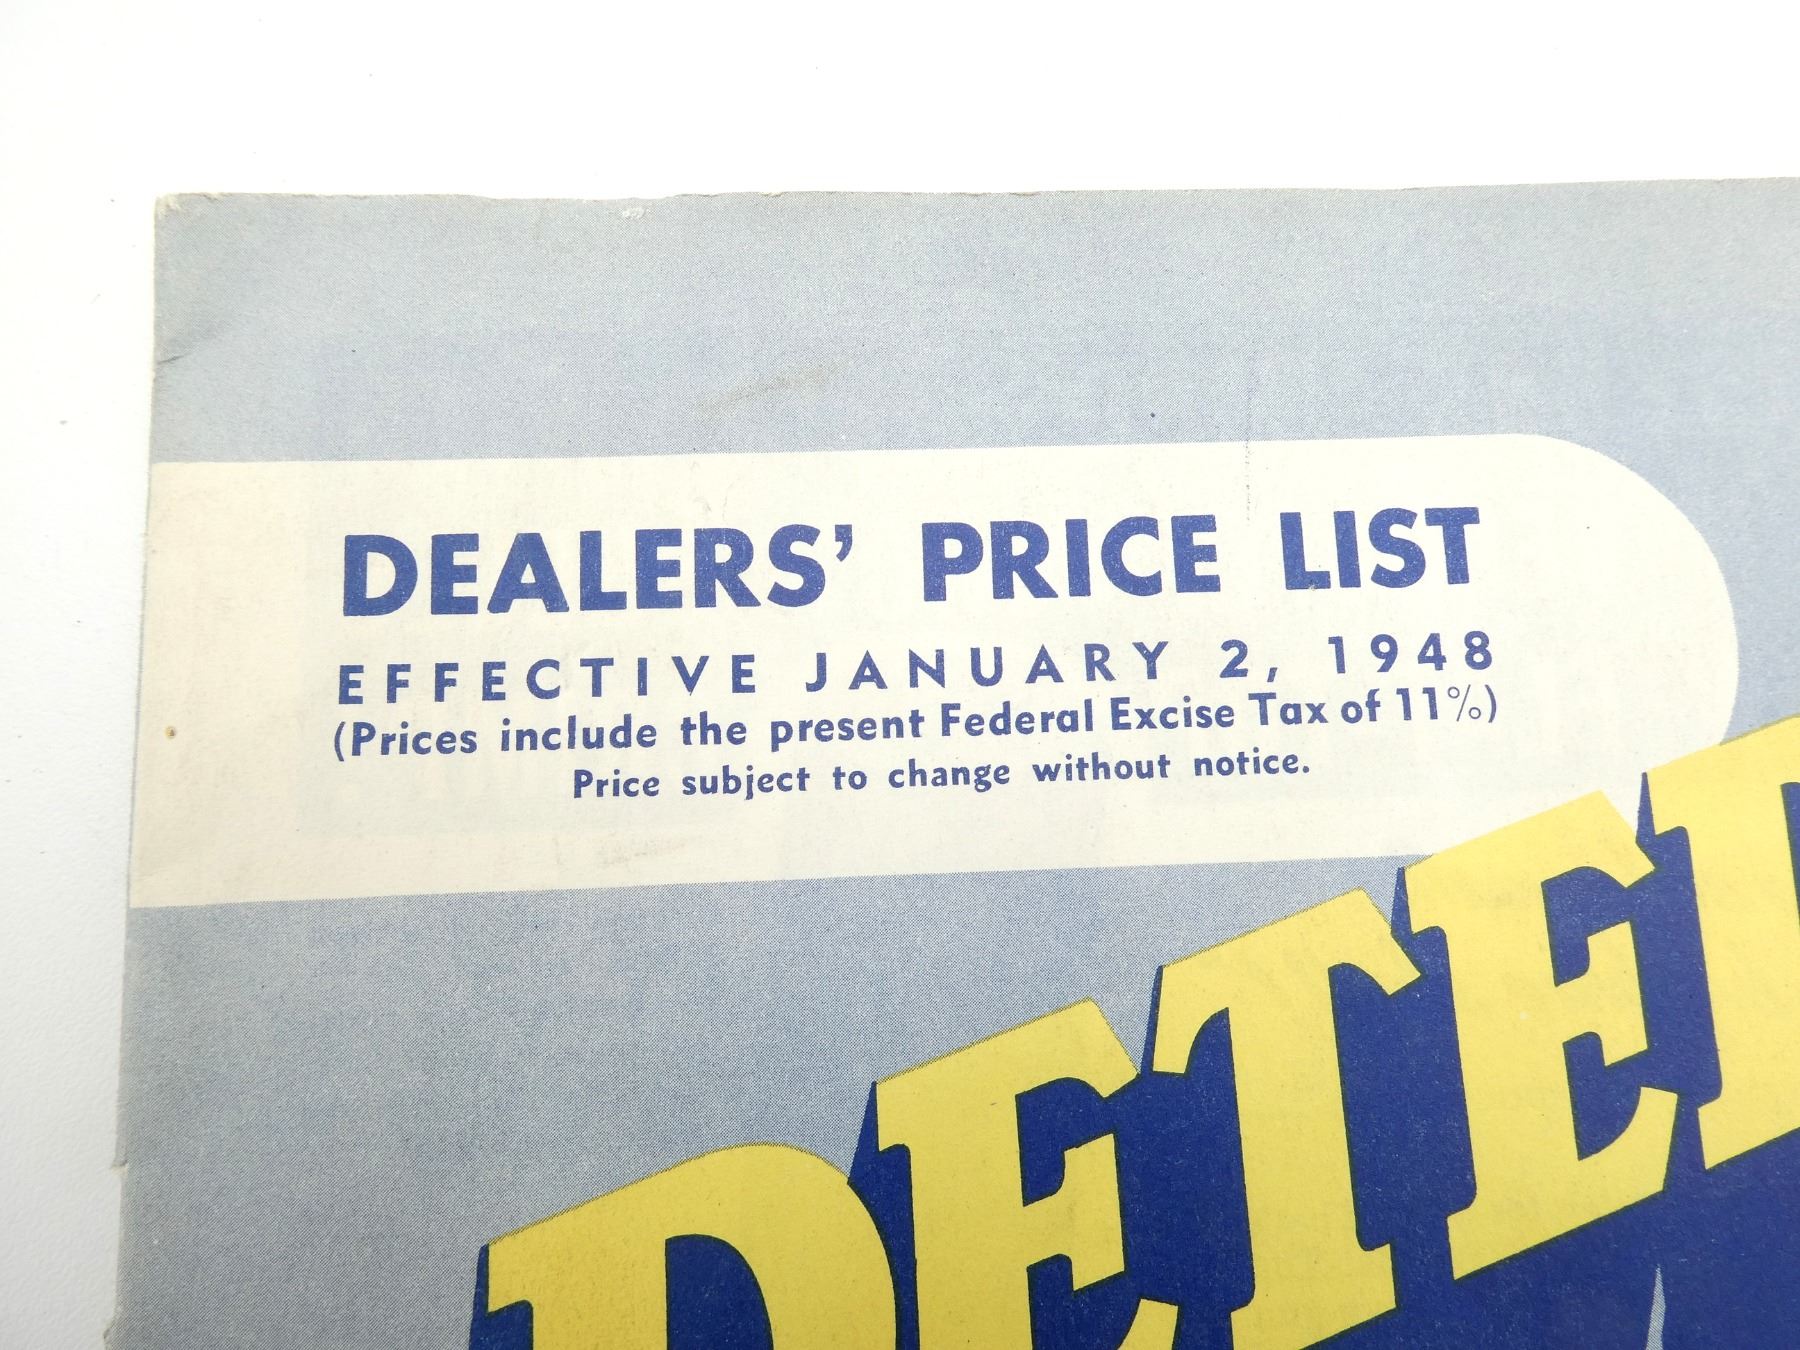 DEALERS' PRICE LIST
EFFECTIVE JANUARY 2, 1948
(Prices include the present Federal Excise Tax of 11%)
Price subject to change without notice.
DETE